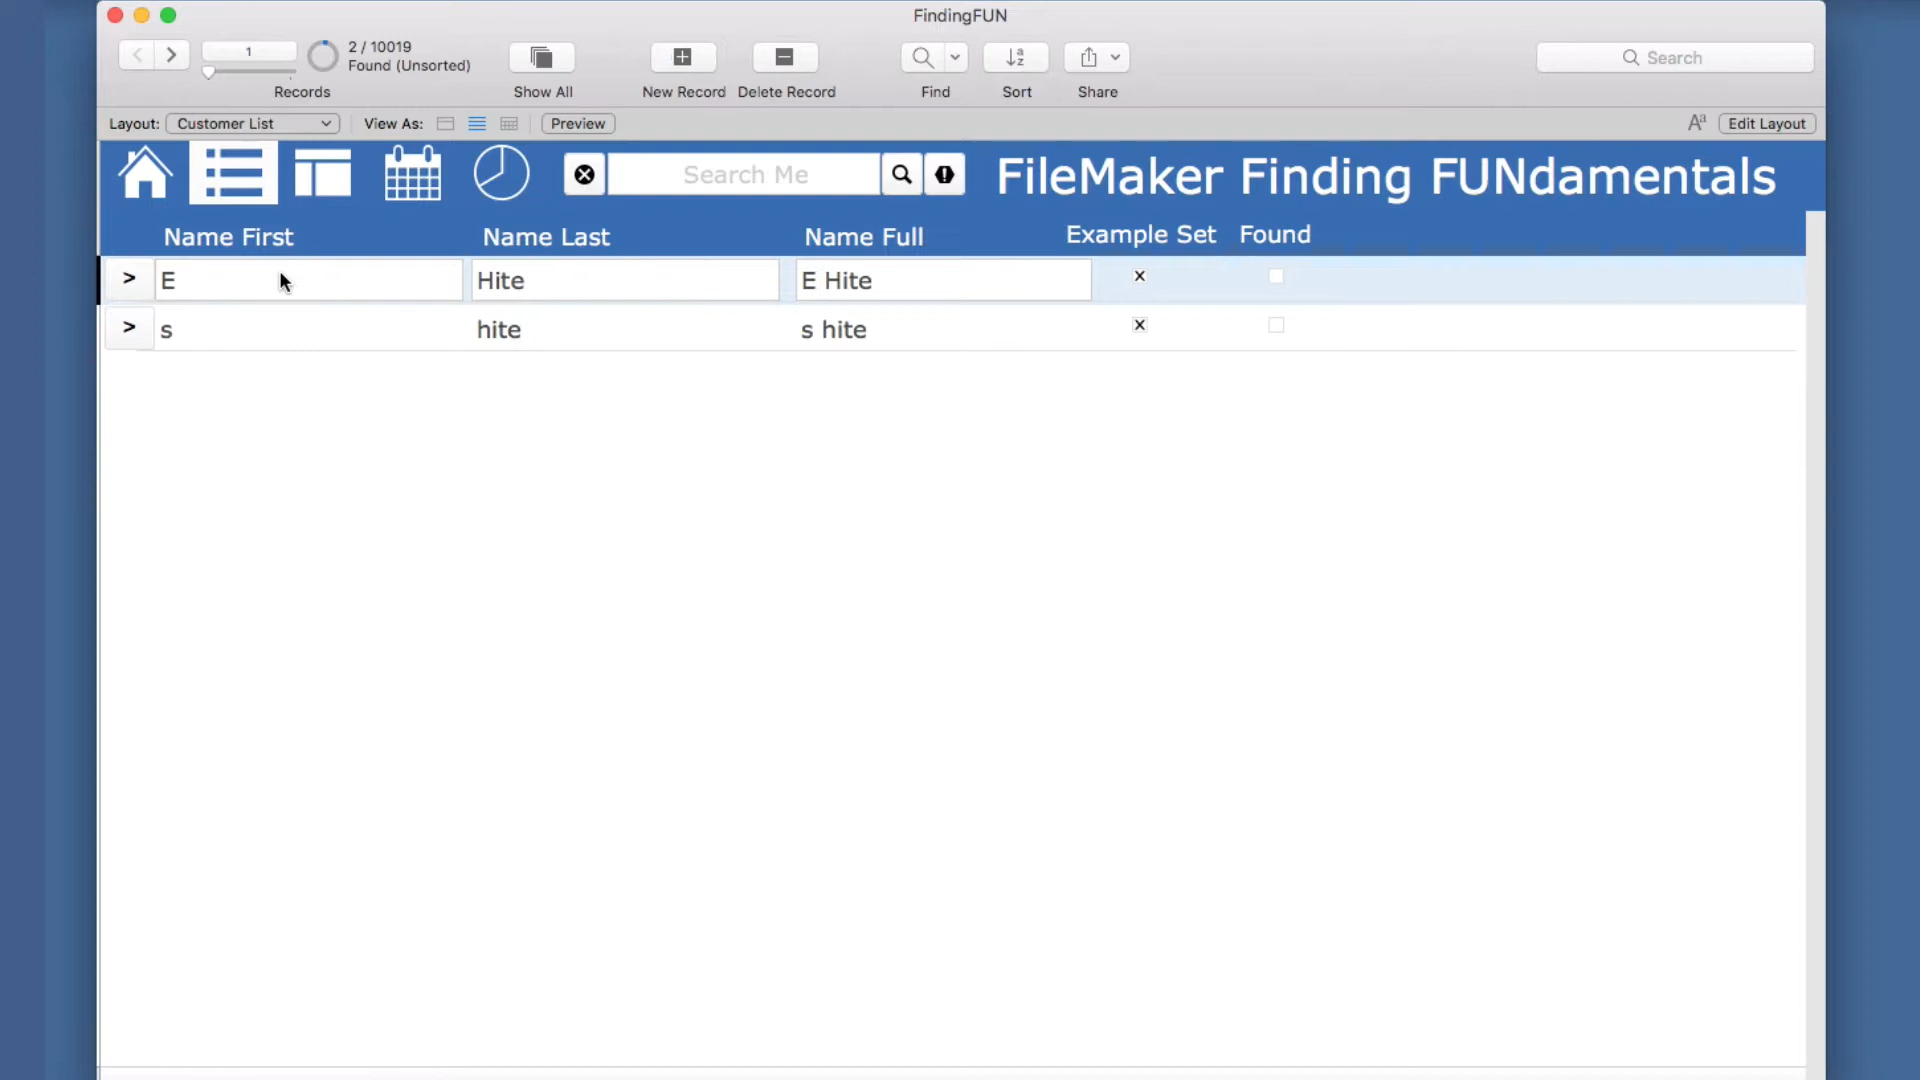 FindingFUN
1
2 / 10019
Found (Unsorted)
Records
Show All
New Record
Delete Record
Find
Sort
Share
Search
Layout: Customer List
View As:
Preview
Aa
Edit Layout
Search Me
FileMaker Finding FUNdamentals
Name First Name Last Name Full Example Set Found
> E Hite E Hite x
> s hite s hite x